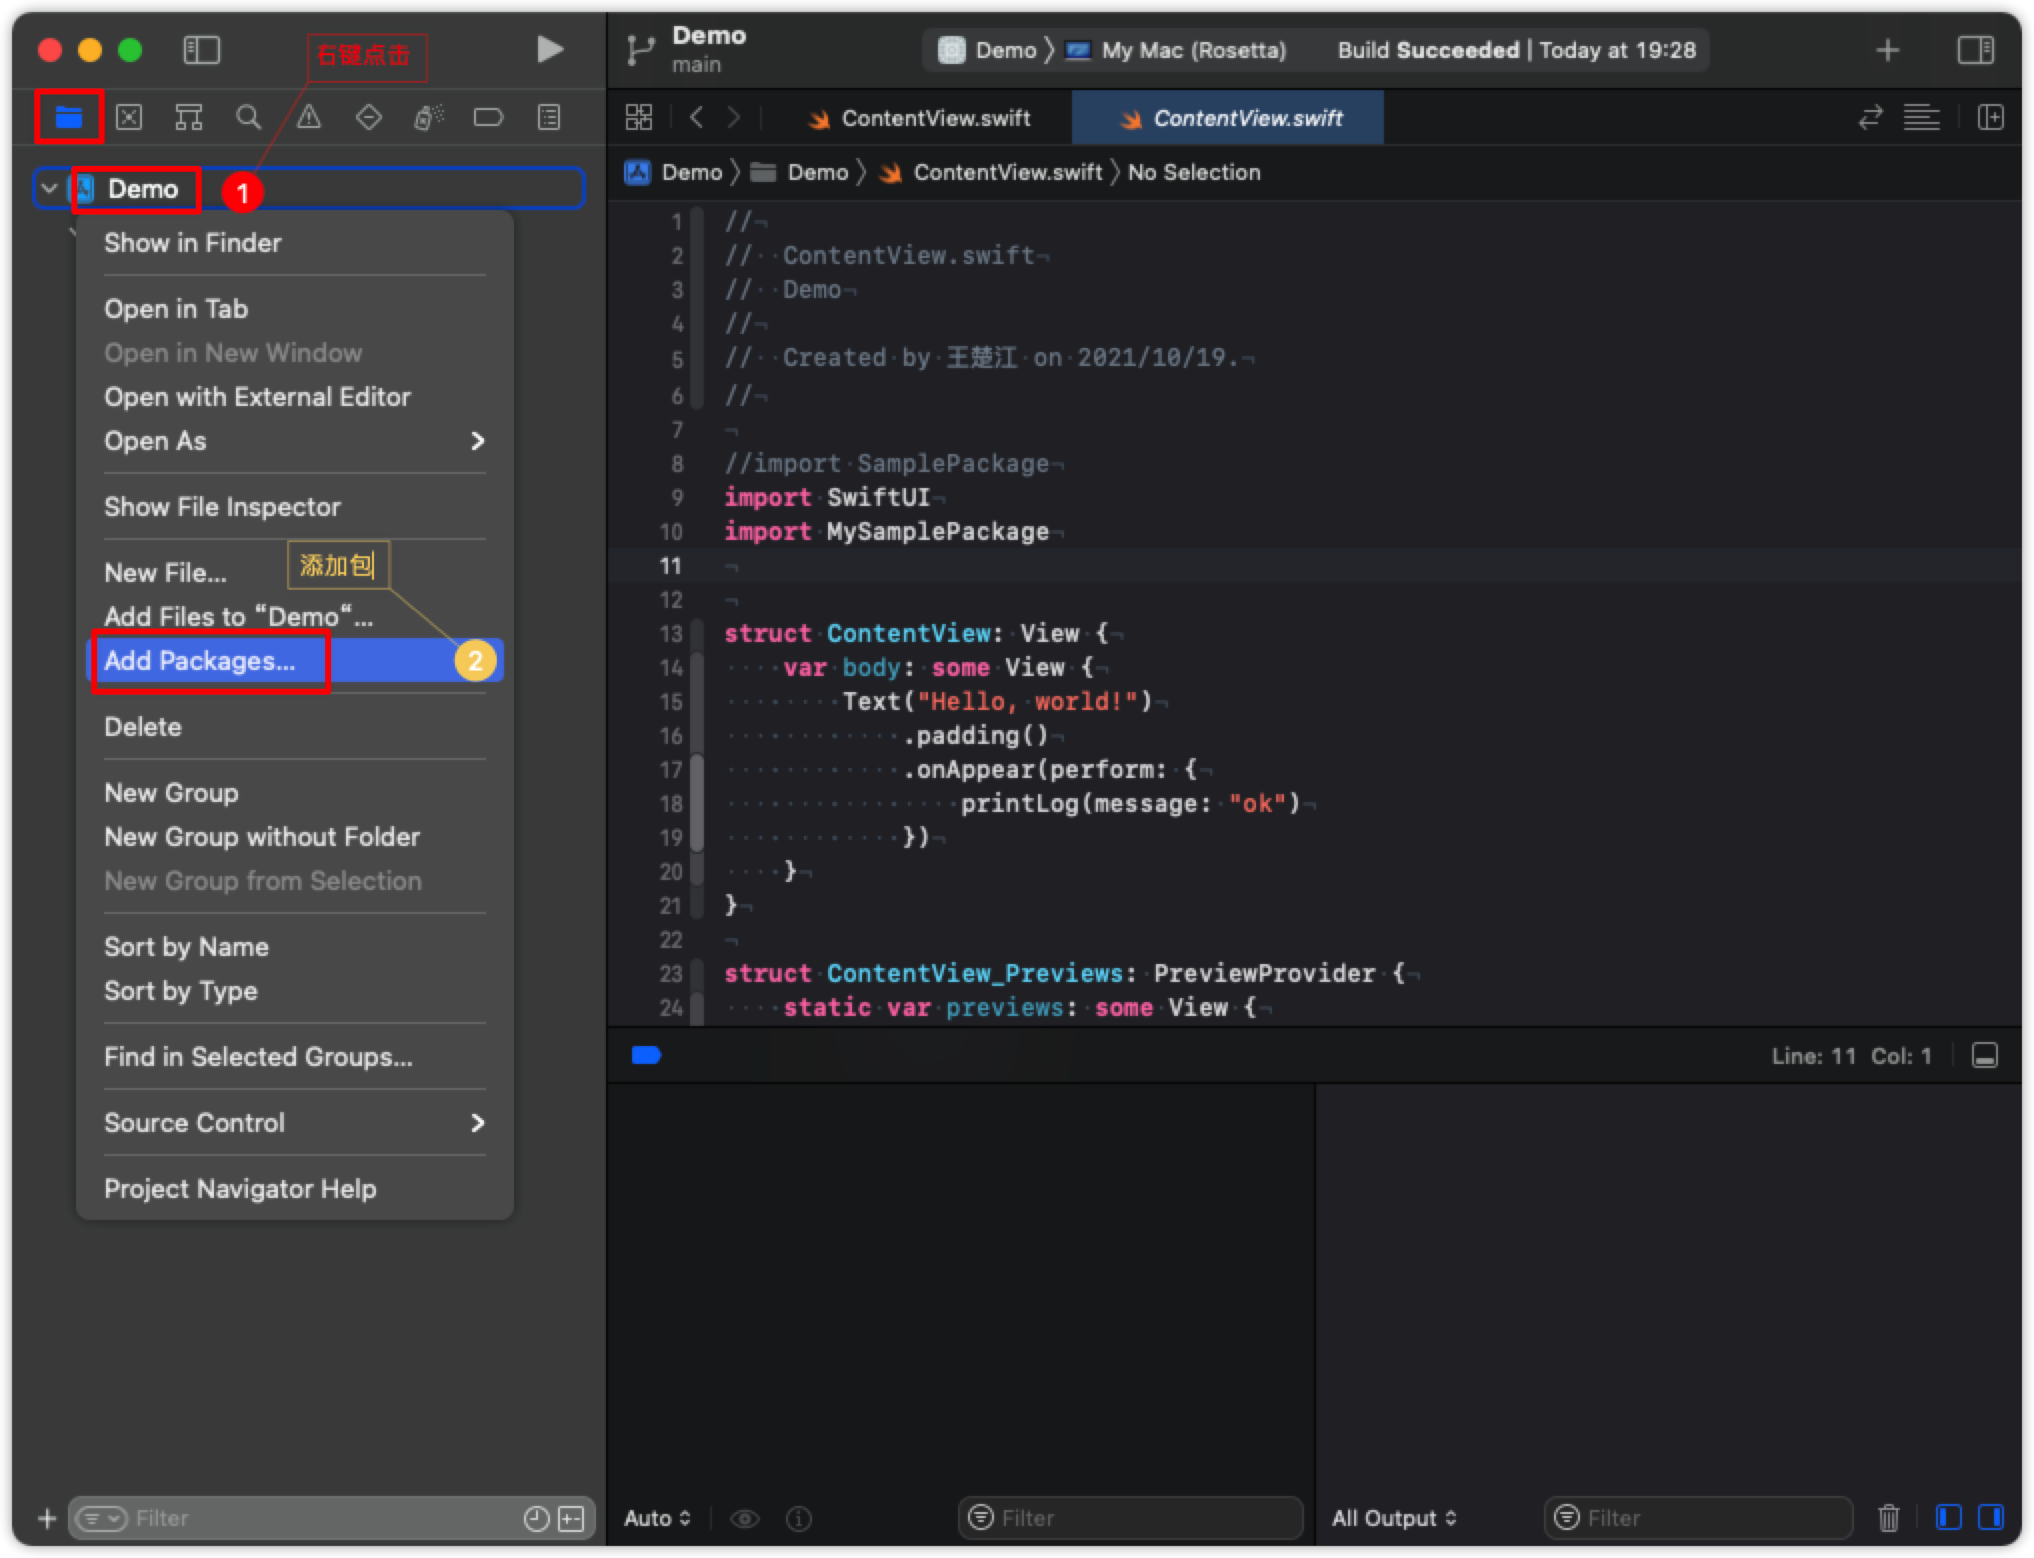 右键点击
Demo
main
Demo 〉 My Mac (Rosetta)
Build Succeeded | Today at 19:28
ContentView.swift
ContentView.swift
Demo 〉 Demo 〉 ContentView.swift 〉 No Selection
Demo
1
Show in Finder
Open in Tab
Open in New Window
Open with External Editor
Open As
Show File Inspector
New File...
添加包
Add Files to “Demo“...
Add Packages...
2
Delete
New Group
New Group without Folder
New Group from Selection
Sort by Name
Sort by Type
Find in Selected Groups...
Source Control
Project Navigator Help
Filter
1 //¬
2 //··ContentView.swift¬
3 //··Demo¬
4 //¬
5 //··Created·by·王楚江·on·2021/10/19.¬
6 //¬
7 ¬
8 //import·SamplePackage¬
9 import·SwiftUI¬
10 import·MySamplePackage¬
11 ¬
12 ¬
13 struct·ContentView:·View·{¬
14 ····var·body:·some·View·{¬
15 ········Text("Hello,·world!")¬
16 ············.padding()¬
17 ············.onAppear(perform:·{¬
18 ················printLog(message:·"ok")¬
19 ············})¬
20 ····}¬
21 }¬
22 ¬
23 struct·ContentView_Previews:·PreviewProvider·{¬
24 ····static·var·previews:·some·View·{¬
Line: 11 Col: 1
Auto
Filter
All Output
Filter